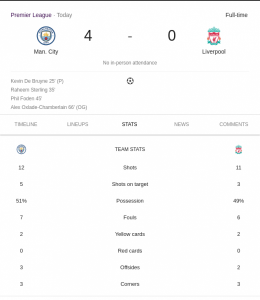 Premier League · Today Full-time
4 - 0
Man. City Liverpool
No in-person attendance
Kevin De Bruyne 25' (P)
Raheem Sterling 35'
Phil Foden 45'
Alex Oxlade-Chamberlain 66' (OG)
TIMELINE LINEUPS STATS NEWS COMMENTS
TEAM STATS
12 Shots 11
5 Shots on target 3
51% Possession 49%
7 Fouls 6
2 Yellow cards 2
0 Red cards 0
3 Offsides 2
3 Corners 3